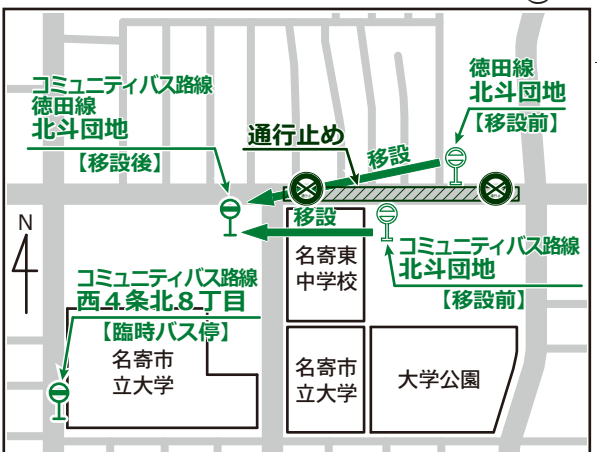 コミュニティバス路線
徳田線
北斗団地
【移設後】
通行止め
移設
徳田線
北斗団地
【移設前】
移設
コミュニティバス路線
北斗団地
【移設前】
N
コミュニティバス路線
西4条北8丁目
【臨時バス停】
名寄市
立大学
名寄東
中学校
名寄市
立大学
大学公園